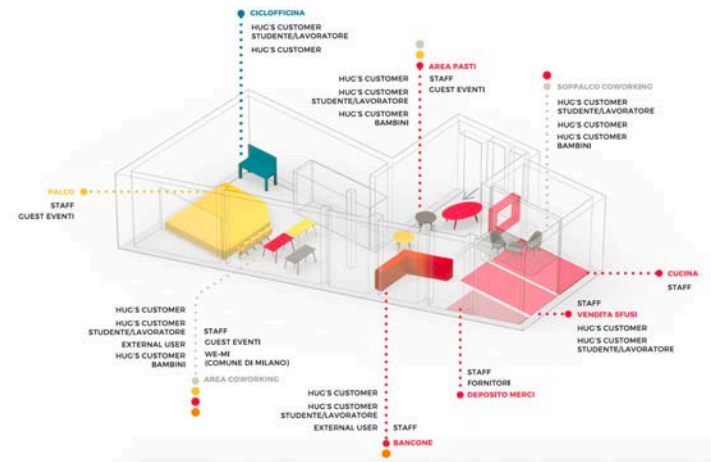 CICLOFFICINA
HUG'S CUSTOMER
STUDENTE/LAVORATORE
HUG'S CUSTOMER
AREA PASTI
HUG'S CUSTOMER
HUG'S CUSTOMER
STUDENTE/LAVORATORE
HUG'S CUSTOMER
BAMBINI
STAFF
GUEST EVENTI
SOPPALCO COWORKING
HUG'S CUSTOMER
STUDENTE/LAVORATORE
HUG'S CUSTOMER
HUG'S CUSTOMER
BAMBINI
PALCO
STAFF
GUEST EVENTI
CUCINA
STAFF
STAFF
VENDITA SFUSI
HUG'S CUSTOMER
HUG'S CUSTOMER
STUDENTE/LAVORATORE
HUG'S CUSTOMER
HUG'S CUSTOMER
STUDENTE/LAVORATORE
EXTERNAL USER
HUG'S CUSTOMER
BAMBINI
STAFF
GUEST EVENTI
WE-MI
(COMUNE DI MILANO)
AREA COWORKING
STAFF
FORNITORI
DEPOSITO MERCI
HUG'S CUSTOMER
HUG'S CUSTOMER
STUDENTE/LAVORATORE
EXTERNAL USER
STAFF
BANCONE